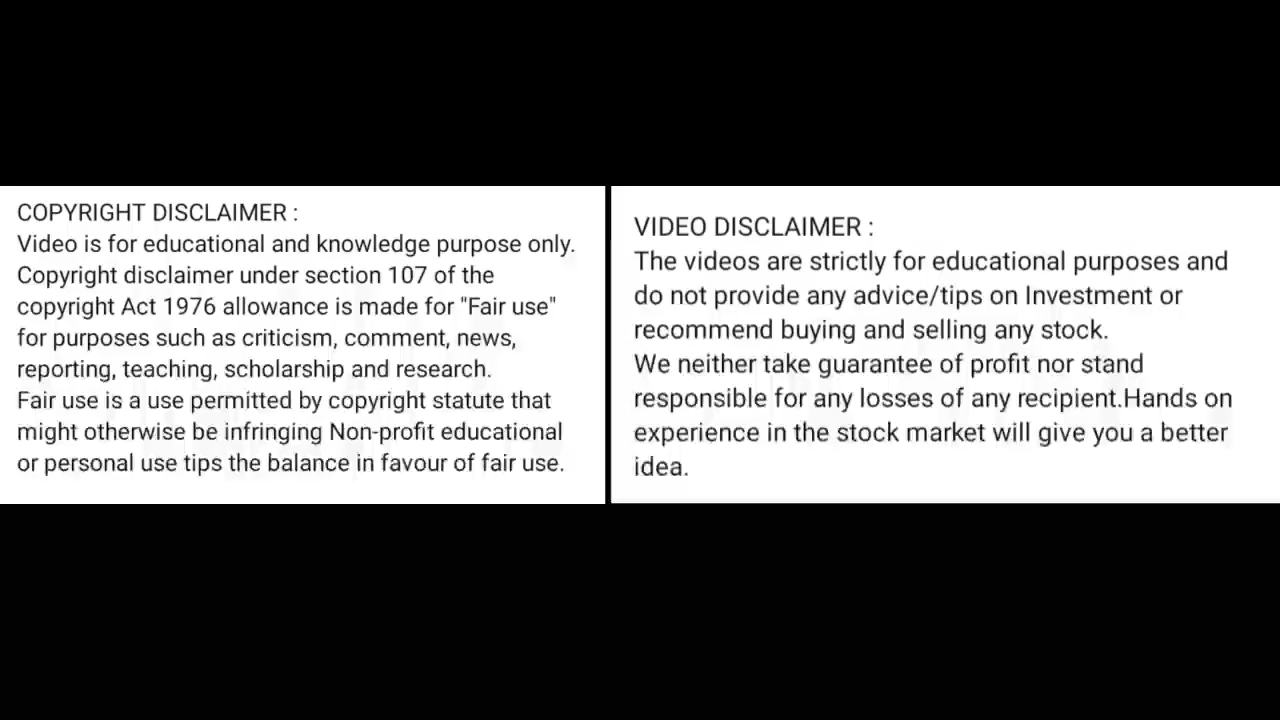 COPYRIGHT DISCLAIMER :
Video is for educational and knowledge purpose only.
Copyright disclaimer under section 107 of the
copyright Act 1976 allowance is made for "Fair use"
for purposes such as criticism, comment, news,
reporting, teaching, scholarship and research.
Fair use is a use permitted by copyright statute that
might otherwise be infringing Non-profit educational
or personal use tips the balance in favour of fair use.
VIDEO DISCLAIMER :
The videos are strictly for educational purposes and
do not provide any advice/tips on Investment or
recommend buying and selling any stock.
We neither take guarantee of profit nor stand
responsible for any losses of any recipient.Hands on
experience in the stock market will give you a better
idea.